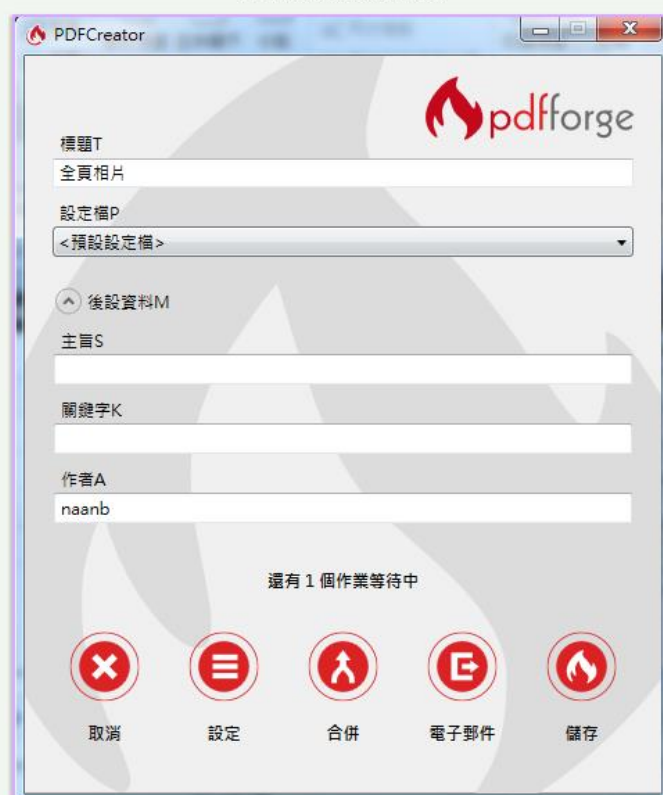 PDFCreator
pdfforge
標題T
全頁相片
設定檔P
<預設設定檔>
後設資料M
主旨S
關鍵字K
作者A
naanb
還有 1 個作業等待中
取消 設定 合併 電子郵件 儲存